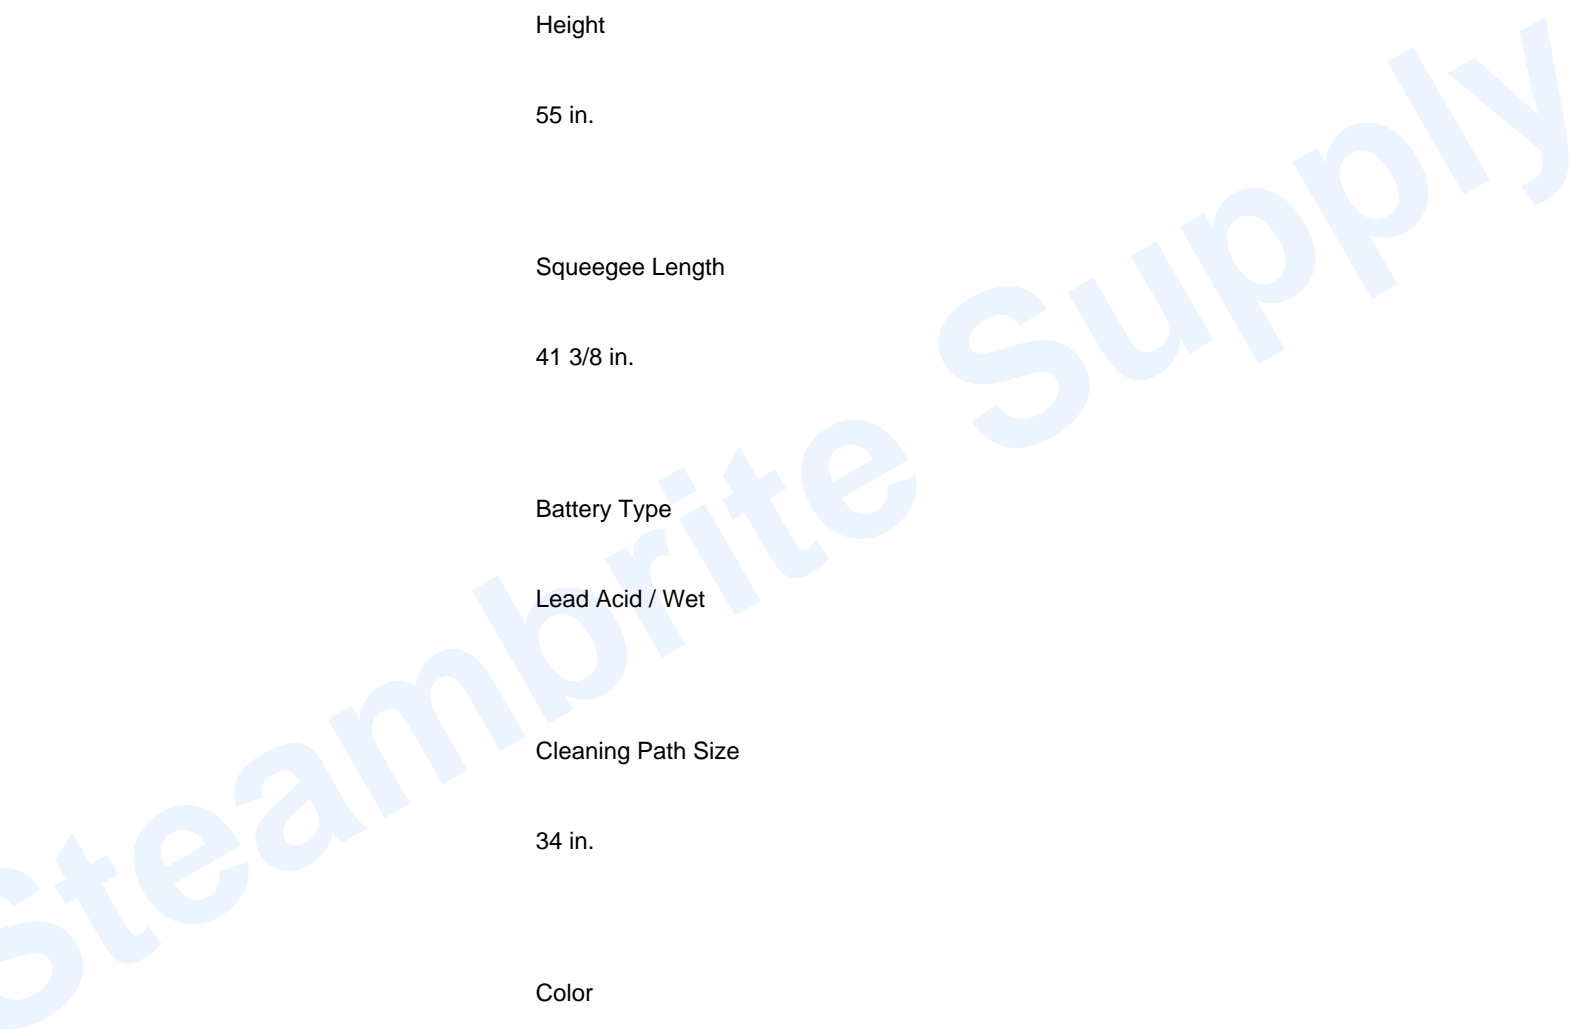 Height
55 in.
Squeegee Length
41 3/8 in.
Battery Type
Lead Acid / Wet
Cleaning Path Size
34 in.
Color
Steambrite Supply